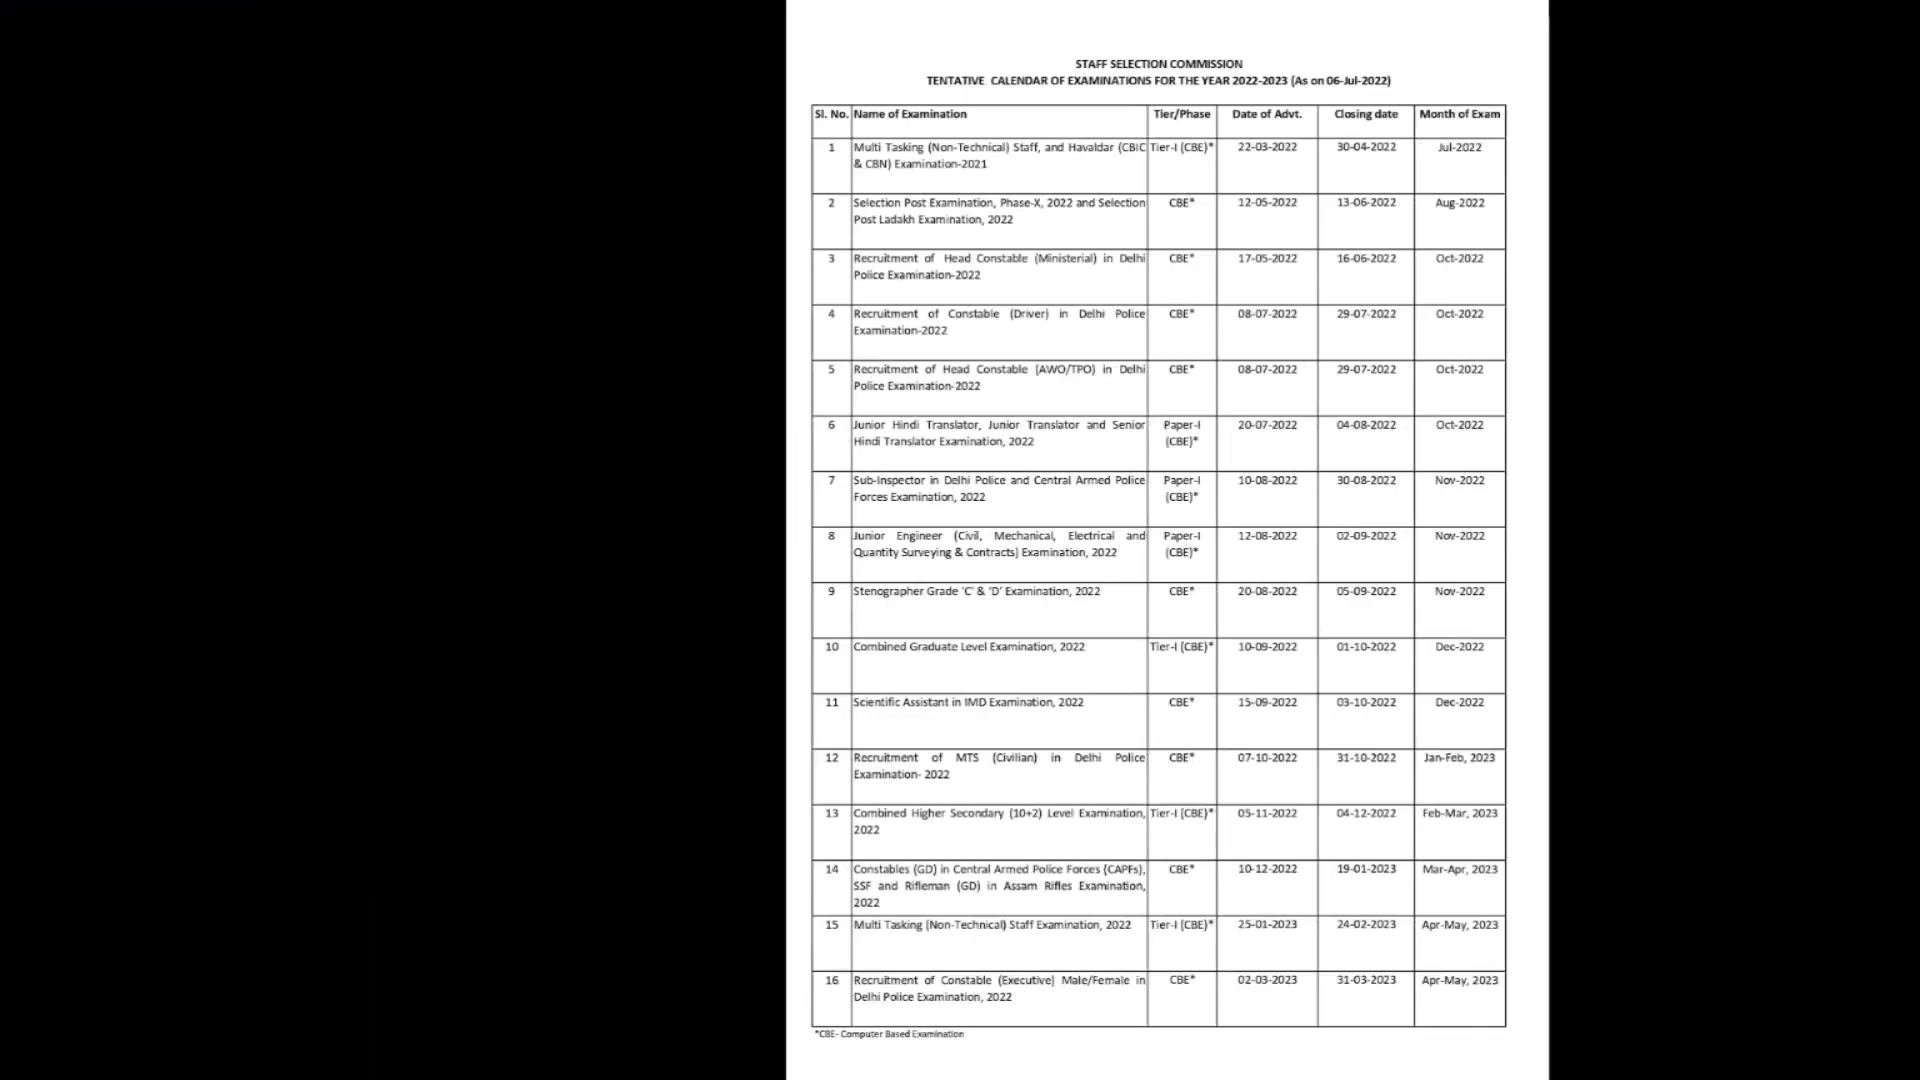 STAFF SELECTION COMMISSION
TENTATIVE CALENDAR OF EXAMINATIONS FOR THE YEAR 2022-2023 (As on 06-Jul-2022)
Sl. No. Name of Examination Tier/Phase Date of Advt. Closing date Month of Exam
1 Multi Tasking (Non-Technical) Staff, and Havaldar (CBIC Tier-I (CBE)* 22-03-2022 30-04-2022 Jul-2022
& CBN) Examination-2021
2 Selection Post Examination, Phase-X, 2022 and Selection CBE* 12-05-2022 13-06-2022 Aug-2022
Post Ladakh Examination, 2022
3 Recruitment of Head Constable (Ministerial) in Delhi CBE* 17-05-2022 16-06-2022 Oct-2022
Police Examination-2022
4 Recruitment of Constable (Driver) in Delhi Police CBE* 08-07-2022 29-07-2022 Oct-2022
Examination-2022
5 Recruitment of Head Constable (AWO/TPO) in Delhi CBE* 08-07-2022 29-07-2022 Oct-2022
Police Examination-2022
6 Junior Hindi Translator, Junior Translator and Senior Paper-I 20-07-2022 04-08-2022 Oct-2022
Hindi Translator Examination, 2022 (CBE)*
7 Sub-Inspector in Delhi Police and Central Armed Police Paper-I 10-08-2022 30-08-2022 Nov-2022
Forces Examination, 2022 (CBE)*
8 Junior Engineer (Civil, Mechanical, Electrical and Paper-I 12-08-2022 02-09-2022 Nov-2022
Quantity Surveying & Contracts) Examination, 2022 (CBE)*
9 Stenographer Grade ‘C’ & ‘D’ Examination, 2022 CBE* 20-08-2022 05-09-2022 Nov-2022
10 Combined Graduate Level Examination, 2022 Tier-I (CBE)* 10-09-2022 01-10-2022 Dec-2022
11 Scientific Assistant in IMD Examination, 2022 CBE* 15-09-2022 03-10-2022 Dec-2022
12 Recruitment of MTS (Civilian) in Delhi Police CBE* 07-10-2022 31-10-2022 Jan-Feb, 2023
Examination- 2022
13 Combined Higher Secondary (10+2) Level Examination, Tier-I (CBE)* 05-11-2022 04-12-2022 Feb-Mar, 2023
2022
14 Constables (GD) in Central Armed Police Forces (CAPFs), CBE* 10-12-2022 19-01-2023 Mar-Apr, 2023
SSF and Rifleman (GD) in Assam Rifles Examination,
2022
15 Multi Tasking (Non-Technical) Staff Examination, 2022 Tier-I (CBE)* 25-01-2023 24-02-2023 Apr-May, 2023
16 Recruitment of Constable (Executive) Male/Female in CBE* 02-03-2023 31-03-2023 Apr-May, 2023
Delhi Police Examination, 2022
*CBE- Computer Based Examination